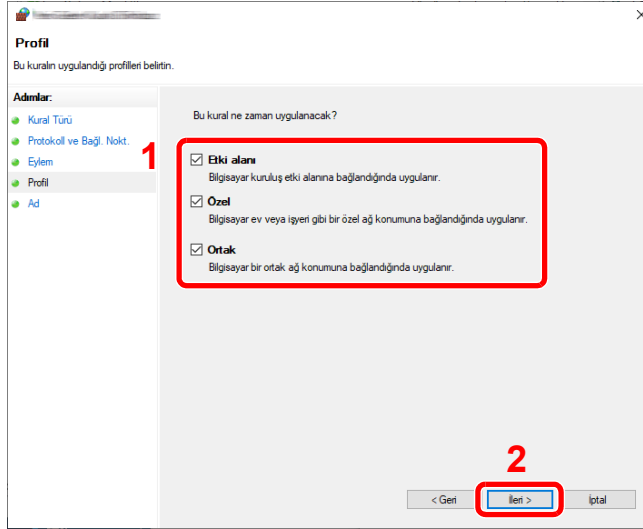 Profil
Bu kuralın uygulandığı profilleri belirtin.
Adımlar:
Kural Türü
Protokoll ve Bağl. Nokt.
Eylem
Profil
Ad
Bu kural ne zaman uygulanacak?
1
Etki alanı
Bilgisayar kuruluş etki alanına bağlandığında uygulanır.
Özel
Bilgisayar ev veya işyeri gibi bir özel ağ konumuna bağlandığında uygulanır.
Ortak
Bilgisayar bir ortak ağ konumuna bağlandığında uygulanır.
2
< Geri
İleri >
İptal